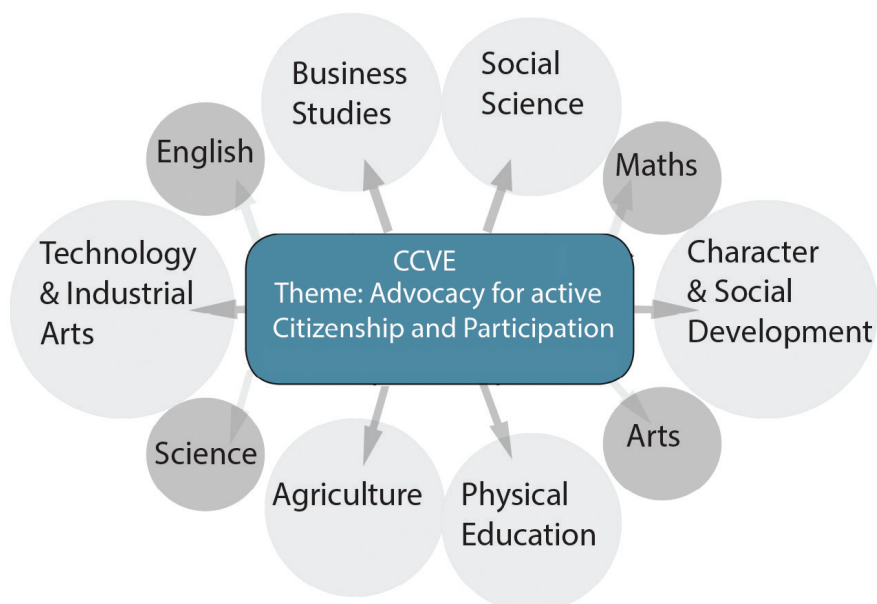 Business
Studies
Social
Science
English
Maths
Technology
& Industrial
Arts
CCVE
Theme: Advocacy for active
Citizenship and Participation
Character
& Social
Development
Science
Arts
Agriculture
Physical
Education